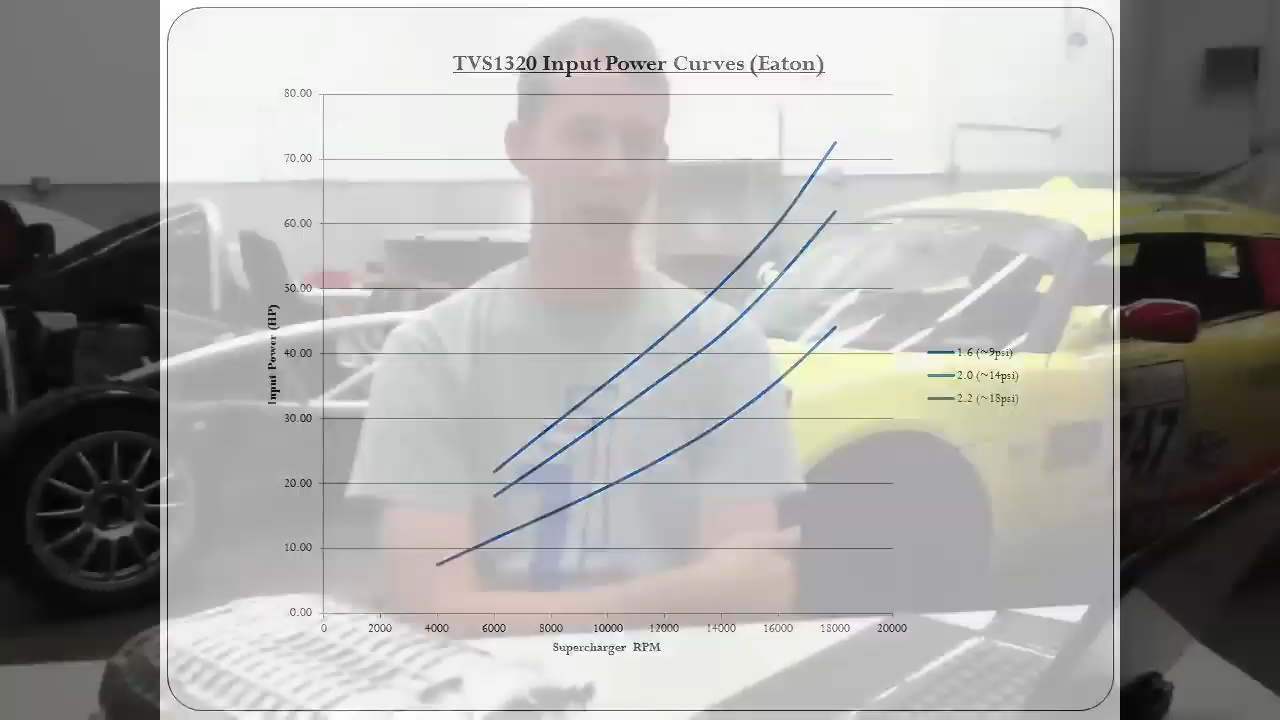 TVS1320 Input Power Curves (Eaton)
80.00
70.00
60.00
50.00
40.00
30.00
20.00
10.00
0.00
Input Power (HP)
0 2000 4000 6000 8000 10000 12000 14000 16000 18000 20000
Supercharger RPM
1.6 (~9psi)
2.0 (~14psi)
2.2 (~18psi)
47